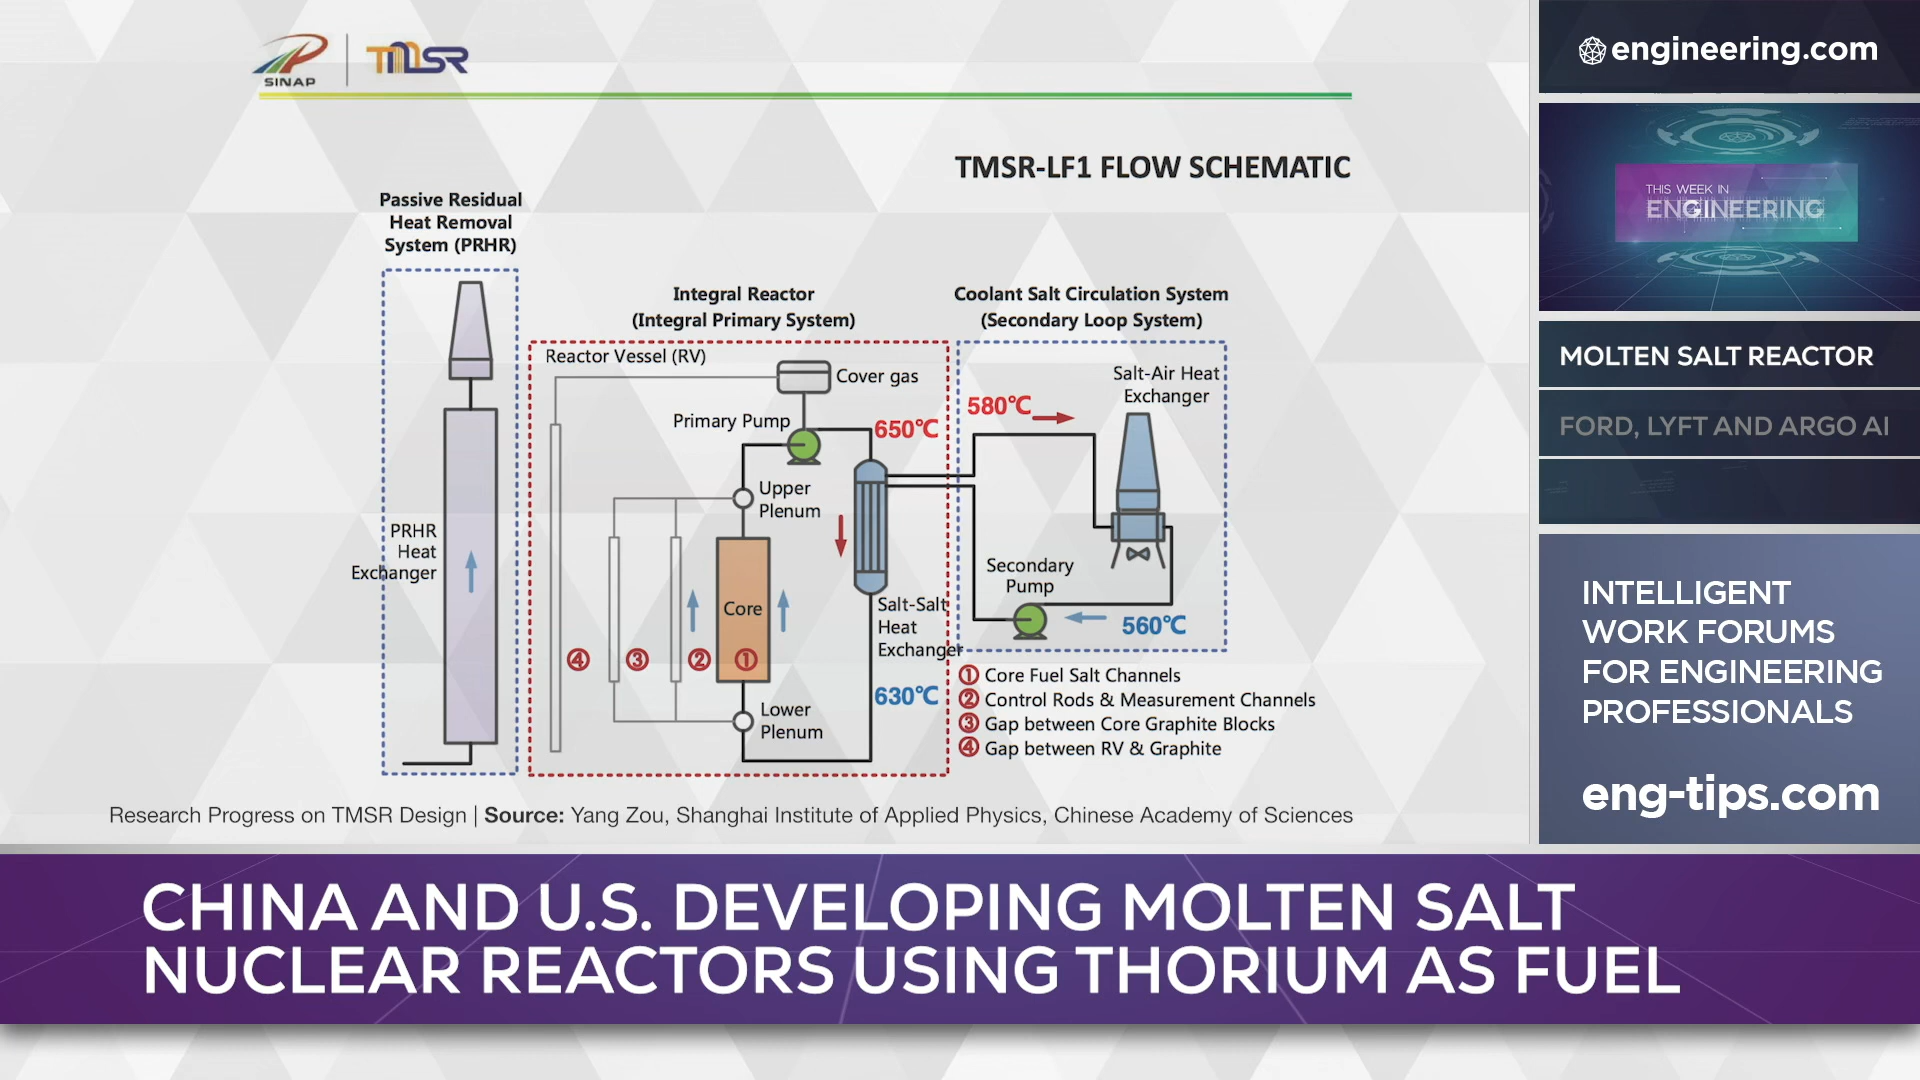 SINAP
TMSR
TMSR-LF1 FLOW SCHEMATIC
Passive Residual
Heat Removal
System (PRHR)
Integral Reactor
(Integral Primary System)
Coolant Salt Circulation System
(Secondary Loop System)
Reactor Vessel (RV)
Cover gas
Primary Pump
650℃
580℃
Salt-Air Heat
Exchanger
Upper
Plenum
PRHR
Heat
Exchanger
Core
Secondary
Pump
Salt-Salt
Heat
Exchanger
560℃
④ ③ ② ①
630℃
Lower
Plenum
① Core Fuel Salt Channels
② Control Rods & Measurement Channels
③ Gap between Core Graphite Blocks
④ Gap between RV & Graphite
Research Progress on TMSR Design | Source: Yang Zou, Shanghai Institute of Applied Physics, Chinese Academy of Sciences
engineering.com
THIS WEEK IN
ENGINEERING
MOLTEN SALT REACTOR
FORD, LYFT AND ARGO AI
INTELLIGENT
WORK FORUMS
FOR ENGINEERING
PROFESSIONALS
eng-tips.com
CHINA AND U.S. DEVELOPING MOLTEN SALT
NUCLEAR REACTORS USING THORIUM AS FUEL